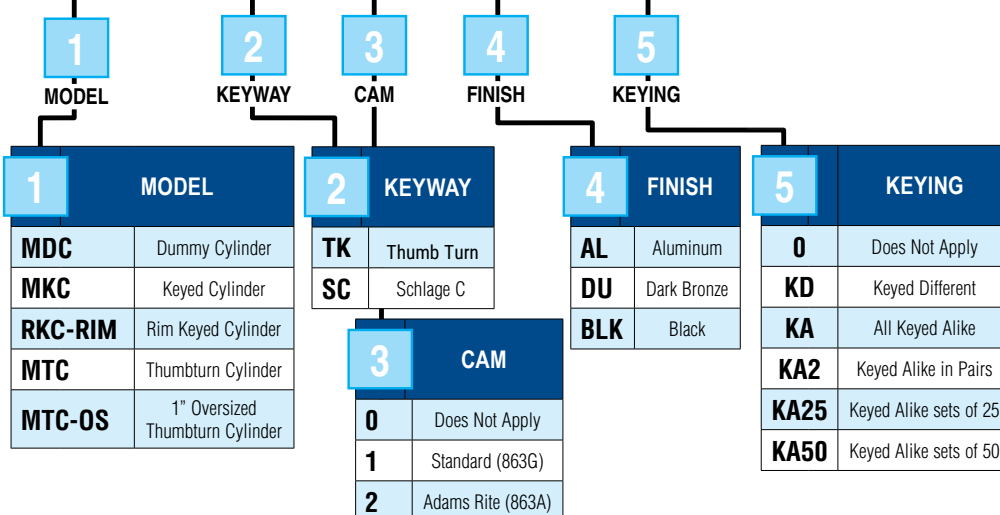 1 2 3 4 5
MODEL KEYWAY CAM FINISH KEYING
1 MODEL
MDC Dummy Cylinder
MKC Keyed Cylinder
RKC-RIM Rim Keyed Cylinder
MTC Thumbturn Cylinder
MTC-OS 1” Oversized
Thumbturn Cylinder
2 KEYWAY
TK Thumb Turn
SC Schlage C
3 CAM
0 Does Not Apply
1 Standard (863G)
2 Adams Rite (863A)
4 FINISH
AL Aluminum
DU Dark Bronze
BLK Black
5 KEYING
0 Does Not Apply
KD Keyed Different
KA All Keyed Alike
KA2 Keyed Alike in Pairs
KA25 Keyed Alike sets of 25
KA50 Keyed Alike sets of 50